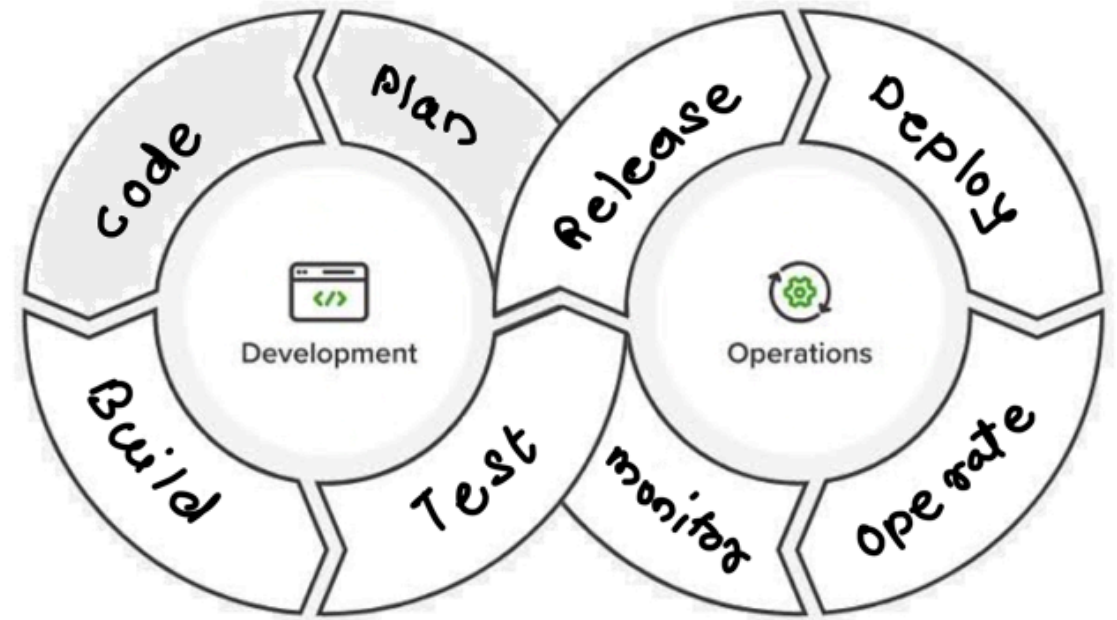 Code
Plan
Release
Deploy
</>
Development
Operations
Build
Test
monitor
Operate